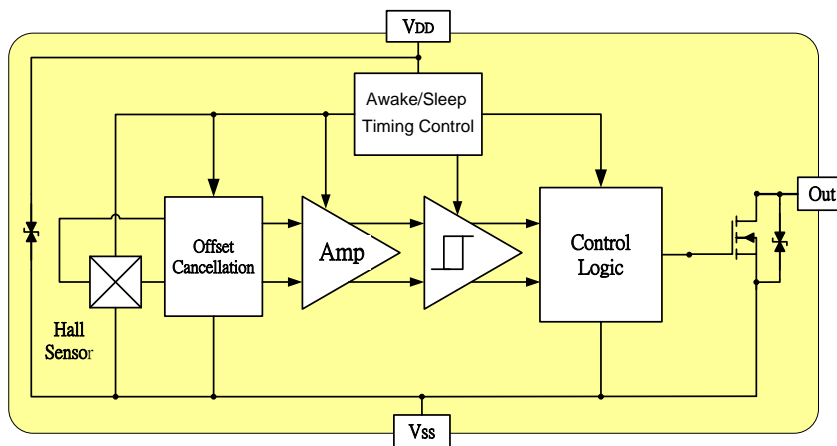 VDD
Awake/Sleep
Timing Control
Out
Offset
Cancellation
Amp
Control
Logic
Hall
Sensor
Vss